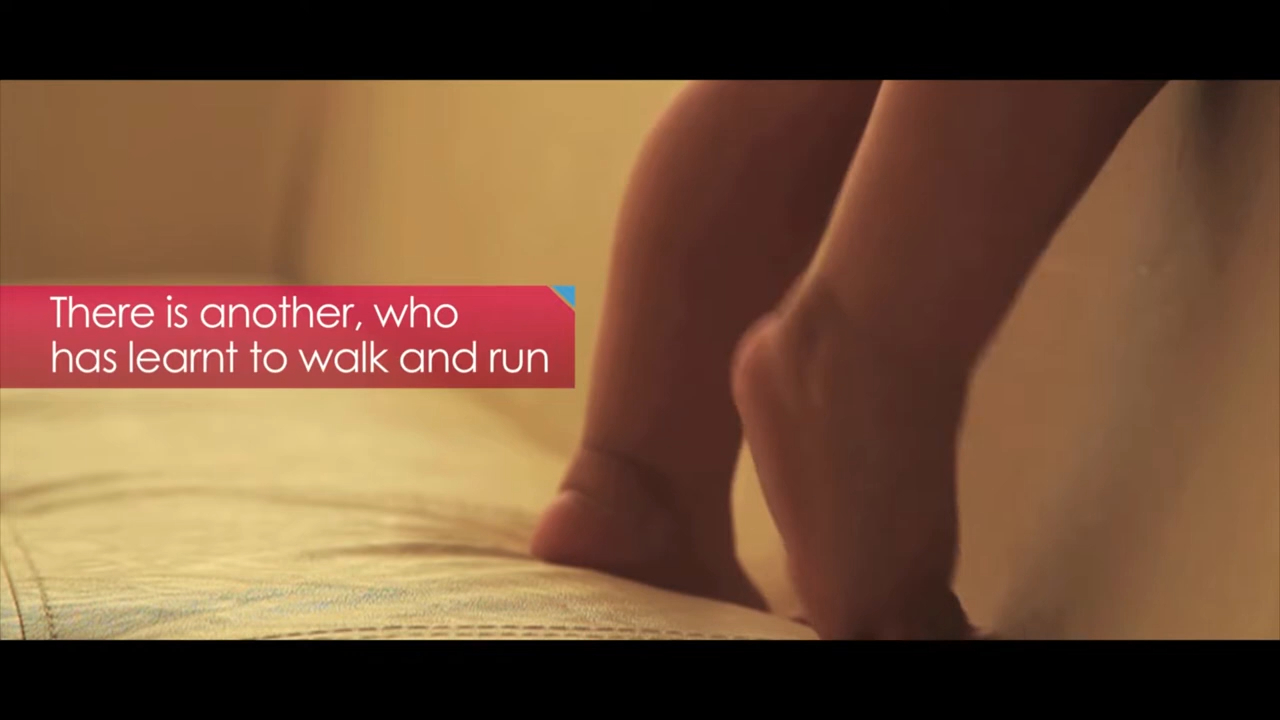 There is another, who
has learnt to walk and run